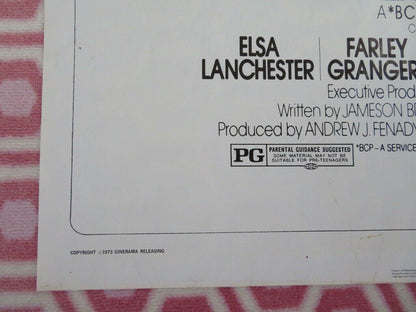 A*BC
ELSA
LANCHESTER
FARLEY
GRANGER
Executive Prod
Written by JAMESON B
Produced by ANDREW J. FENADY
PG
PARENTAL GUIDANCE SUGGESTED
SOME MATERIAL MAY NOT BE
SUITABLE FOR PRE-TEENAGERS
*BCP – A SERVICE
COPYRIGHT © 1973 CINERAMA RELEASING